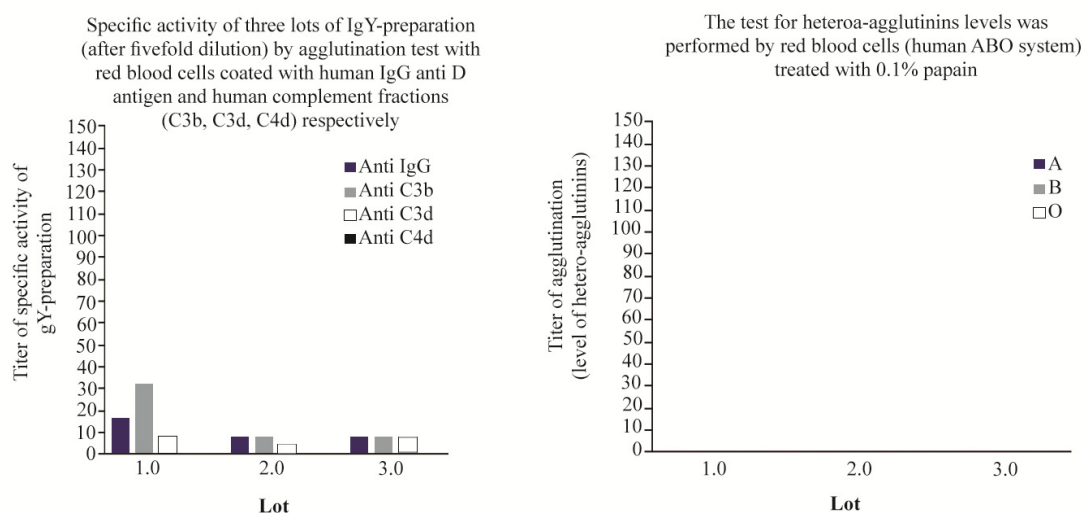 Specific activity of three lots of IgY-preparation
(after fivefold dilution) by agglutination test with
red blood cells coated with human IgG anti D
antigen and human complement fractions
(C3b, C3d, C4d) respectively
150
140
130
120
110
100
90
80
70
60
50
40
30
20
10
0
Titer of specific activity of
gY-preparation
Anti IgG
Anti C3b
Anti C3d
Anti C4d
1.0
2.0
3.0
Lot
The test for heteroa-agglutinins levels was
performed by red blood cells (human ABO system)
treated with 0.1% papain
150
140
130
120
110
100
90
80
70
60
50
40
30
20
10
0
Titer of agglutination
(level of hetero-agglutinins)
A
B
O
1.0
2.0
3.0
Lot